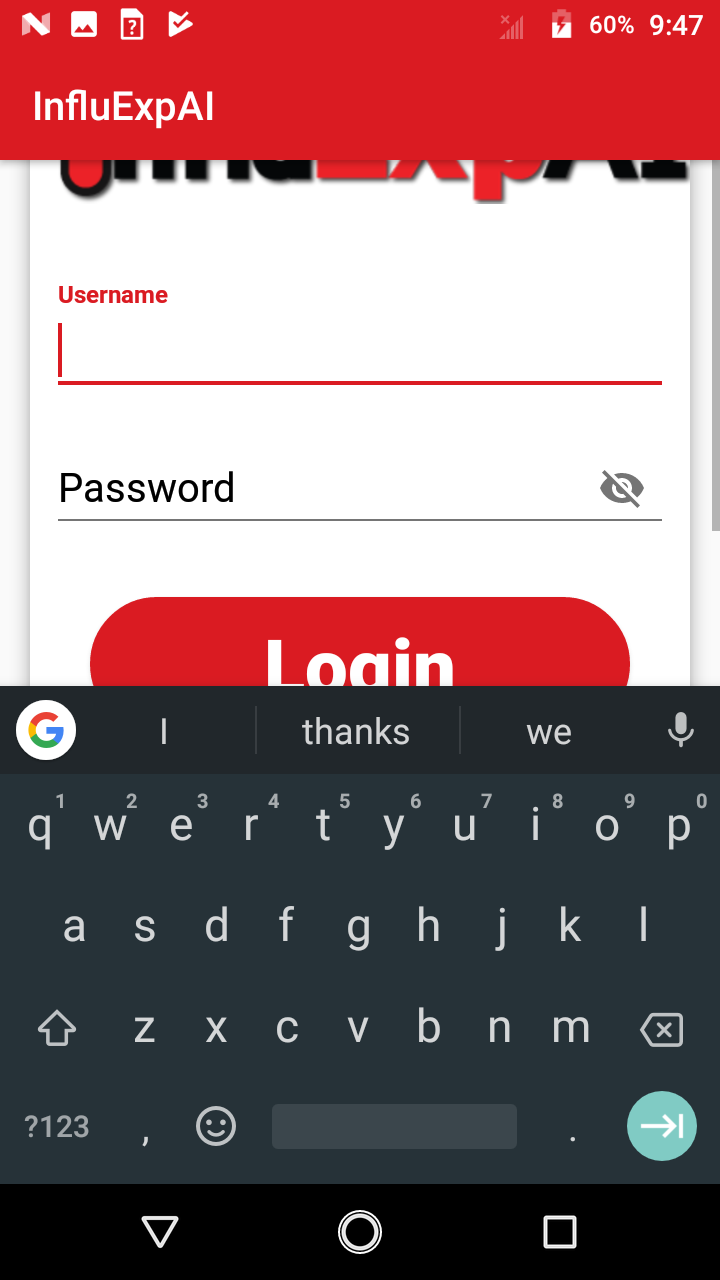 60% 9:47
InfluExpAI
InfluExpAI
Username
Password
Login
I thanks we
1 2 3 4 5 6 7 8 9 0
q w e r t y u i o p
a s d f g h j k l
z x c v b n m
?123 , .